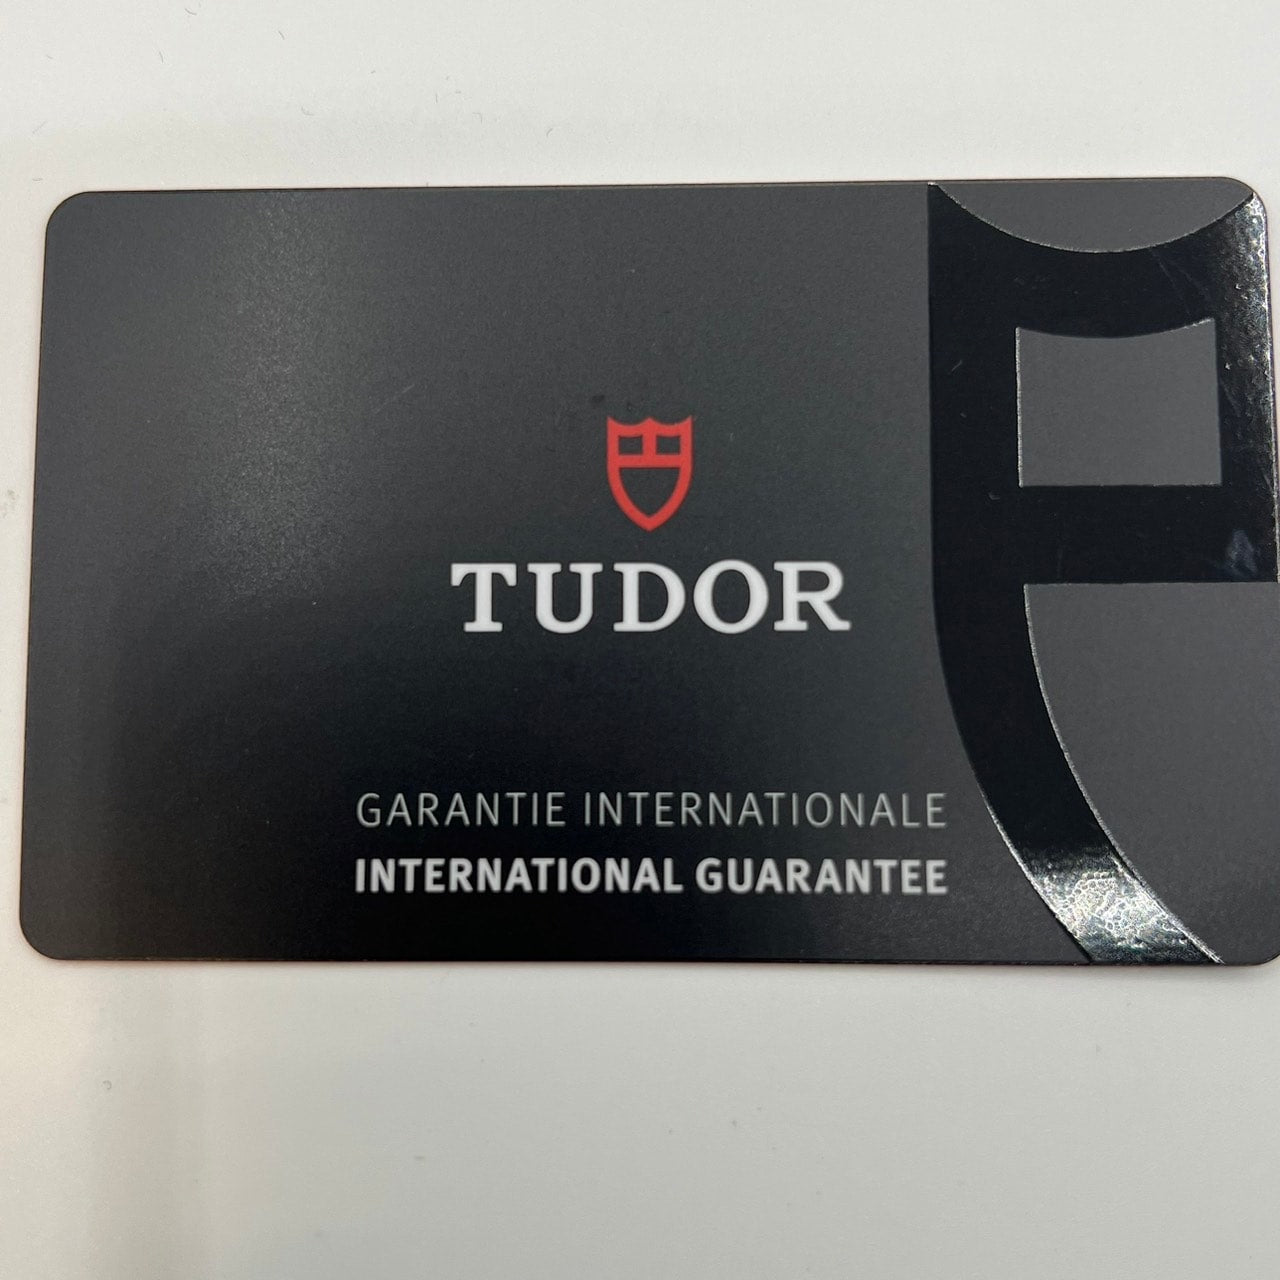 TUDOR
GARANTIE INTERNATIONALE
INTERNATIONAL GUARANTEE